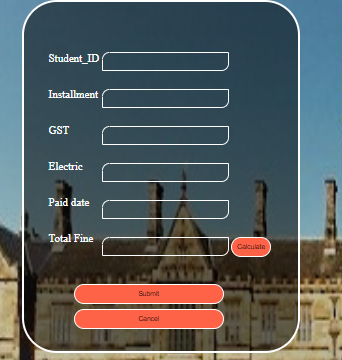 Student_ID
Installment
GST
Electric
Paid date
Total Fine Calculate
Submit
Cancel